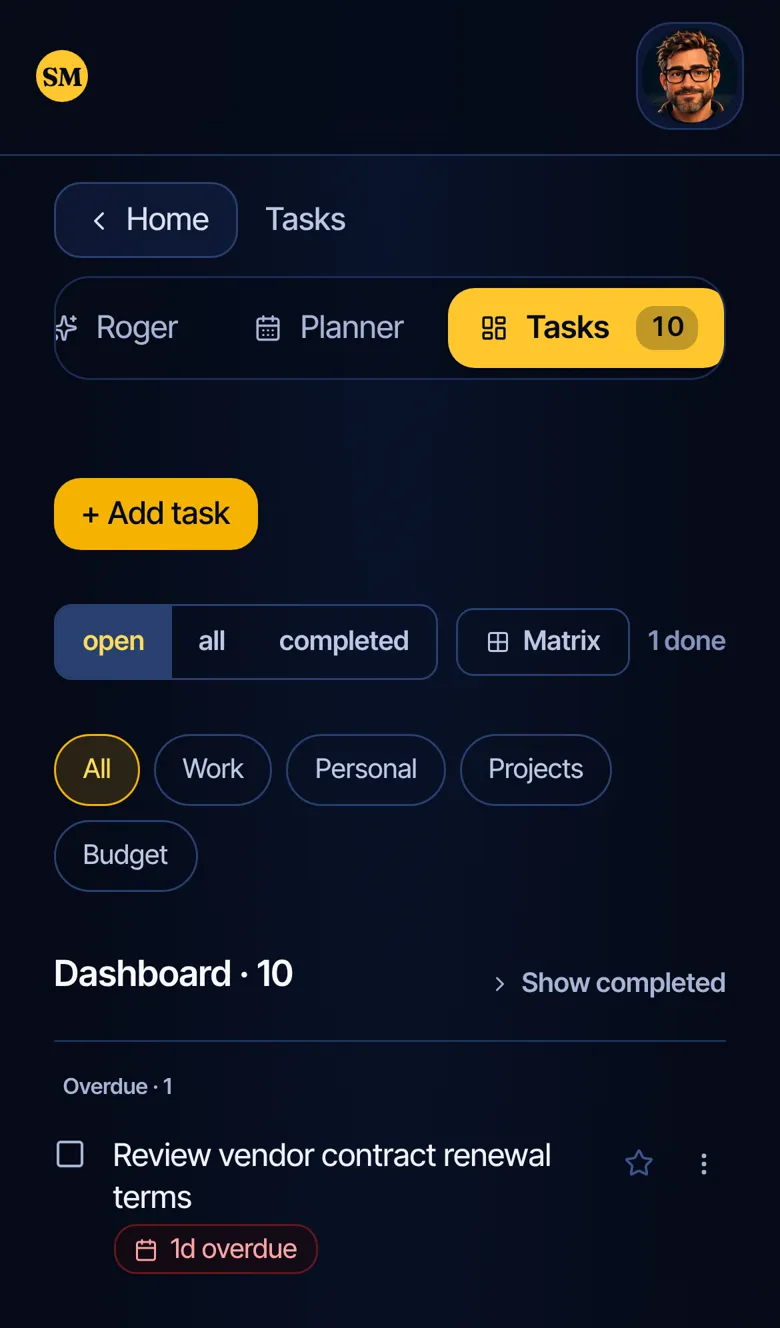 SM
Home Tasks
Roger Planner Tasks 10
+ Add task
open all completed Matrix 1 done
All Work Personal Projects
Budget
Dashboard · 10 Show completed
Overdue · 1
Review vendor contract renewal
terms
1d overdue